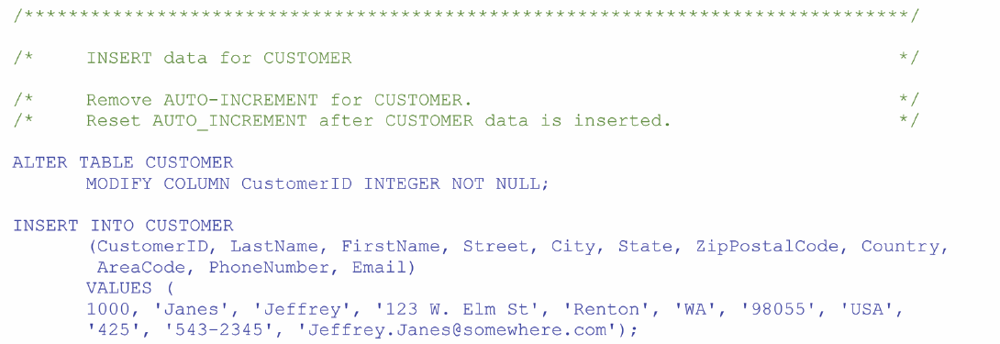 /********************************************************************************/
/* INSERT data for CUSTOMER */
/* Remove AUTO-INCREMENT for CUSTOMER. */
/* Reset AUTO_INCREMENT after CUSTOMER data is inserted. */
ALTER TABLE CUSTOMER
MODIFY COLUMN CustomerID INTEGER NOT NULL;
INSERT INTO CUSTOMER
(CustomerID, LastName, FirstName, Street, City, State, ZipPostalCode, Country,
AreaCode, PhoneNumber, Email)
VALUES (
1000, 'Janes', 'Jeffrey', '123 W. Elm St', 'Renton', 'WA', '98055', 'USA',
'425', '543-2345', 'Jeffrey.Janes@somewhere.com');